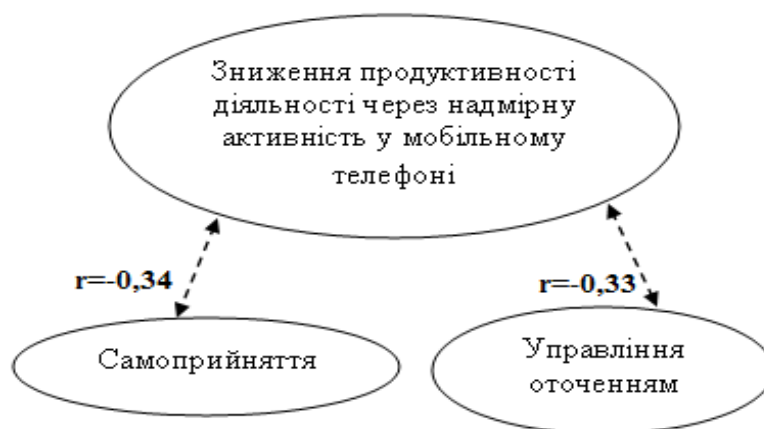 Зниження продуктивності
діяльності через надмірну
активність у мобільному
телефоні
r=-0,34
r=-0,33
Самоприйняття
Управління
оточенням